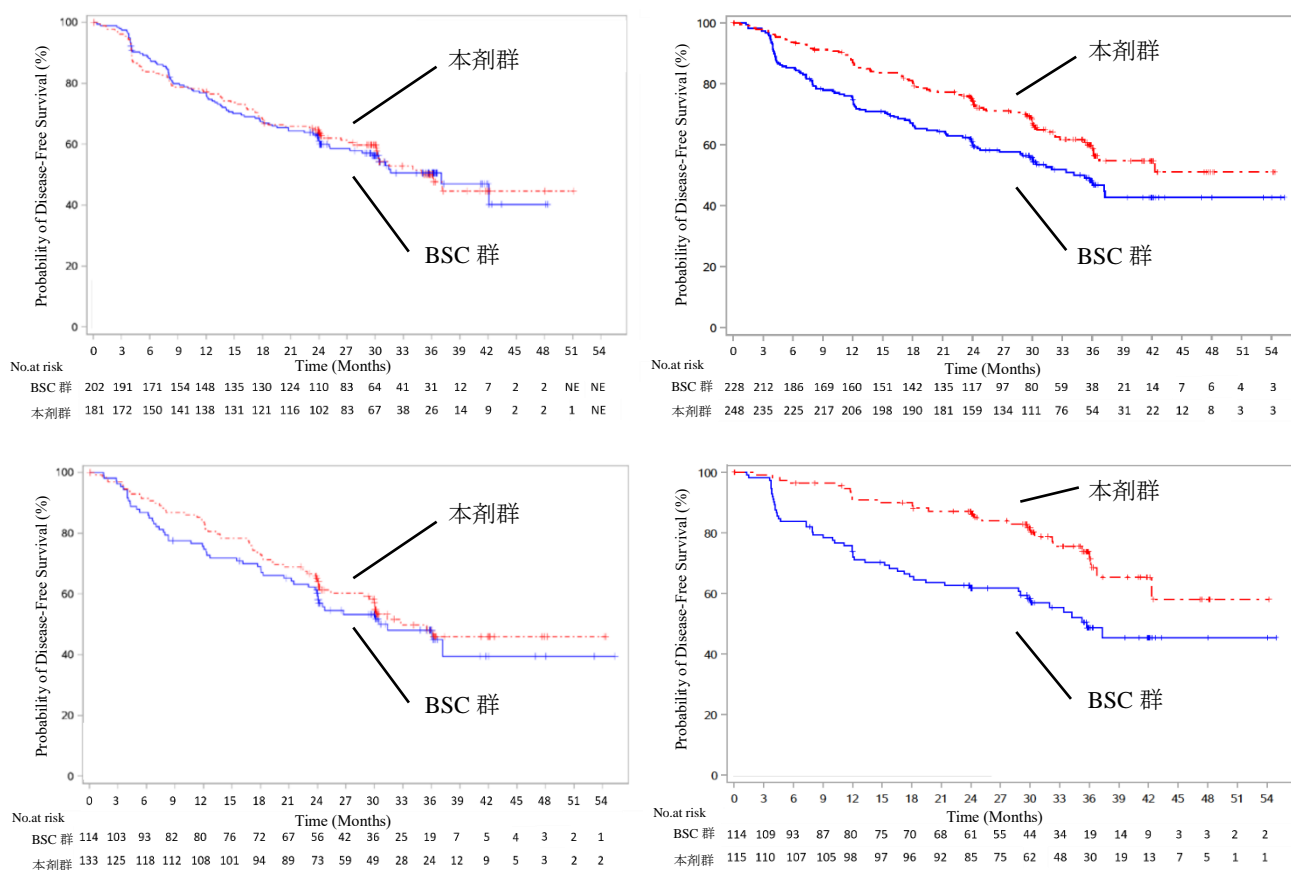 Probability of Disease-Free Survival (%)
100
80
60
40
20
0
本剤群
BSC 群
0 3 6 9 12 15 18 21 24 27 30 33 36 39 42 45 48 51 54
Time (Months)
No.at risk
BSC 群 202 191 171 154 148 135 130 124 110 83 64 41 31 12 7 2 2 NE NE
本剤群 181 172 150 141 138 131 121 116 102 83 67 38 26 14 9 2 2 1 NE
Probability of Disease-Free Survival (%)
100
80
60
40
20
0
本剤群
BSC 群
0 3 6 9 12 15 18 21 24 27 30 33 36 39 42 45 48 51 54
Time (Months)
No.at risk
BSC 群 228 212 186 169 160 151 142 135 117 97 80 59 38 21 14 7 6 4 3
本剤群 248 235 225 217 206 198 190 181 159 134 111 76 54 31 22 12 8 3 3
Probability of Disease-Free Survival (%)
100
80
60
40
20
0
本剤群
BSC 群
0 3 6 9 12 15 18 21 24 27 30 33 36 39 42 45 48 51 54
Time (Months)
No.at risk
BSC 群 114 103 93 82 80 76 72 67 56 42 36 25 19 7 5 4 3 2 1
本剤群 133 125 118 112 108 101 94 89 73 59 49 28 24 12 9 5 3 2 2
Probability of Disease-Free Survival (%)
100
80
60
40
20
0
本剤群
BSC 群
0 3 6 9 12 15 18 21 24 27 30 33 36 39 42 45 48 51 54
Time (Months)
No.at risk
BSC 群 114 109 93 87 80 75 70 68 61 55 44 34 19 14 9 3 3 2 2
本剤群 115 110 107 105 98 97 96 92 85 75 62 48 30 19 13 7 5 1 1